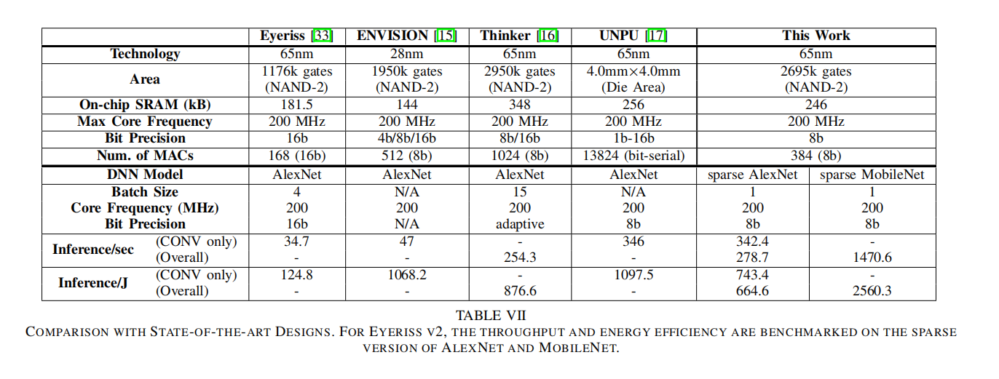 Eyeriss [33] ENVISION [15] Thinker [16] UNPU [17] This Work
Technology 65nm 28nm 65nm 65nm 65nm
Area 1176k gates (NAND-2) 1950k gates (NAND-2) 2950k gates (NAND-2) 4.0mm×4.0mm (Die Area) 2695k gates (NAND-2)
On-chip SRAM (kB) 181.5 144 348 256 246
Max Core Frequency 200 MHz 200 MHz 200 MHz 200 MHz 200 MHz
Bit Precision 16b 4b/8b/16b 8b/16b 1b-16b 8b
Num. of MACs 168 (16b) 512 (8b) 1024 (8b) 13824 (bit-serial) 384 (8b)
DNN Model AlexNet AlexNet AlexNet AlexNet sparse AlexNet sparse MobileNet
Batch Size 4 N/A 15 N/A 1 1
Core Frequency (MHz) 200 200 200 200 200 200
Bit Precision 16b N/A adaptive 8b 8b 8b
Inference/sec (CONV only) 34.7 47 - 346 342.4 -
(Overall) - - 254.3 - 278.7 1470.6
Inference/J (CONV only) 124.8 1068.2 - 1097.5 743.4 -
(Overall) - - 876.6 - 664.6 2560.3
TABLE VII
COMPARISON WITH STATE-OF-THE-ART DESIGNS. FOR EYERISS V2, THE THROUGHPUT AND ENERGY EFFICIENCY ARE BENCHMARKED ON THE SPARSE
VERSION OF ALEXNET AND MOBILENET.